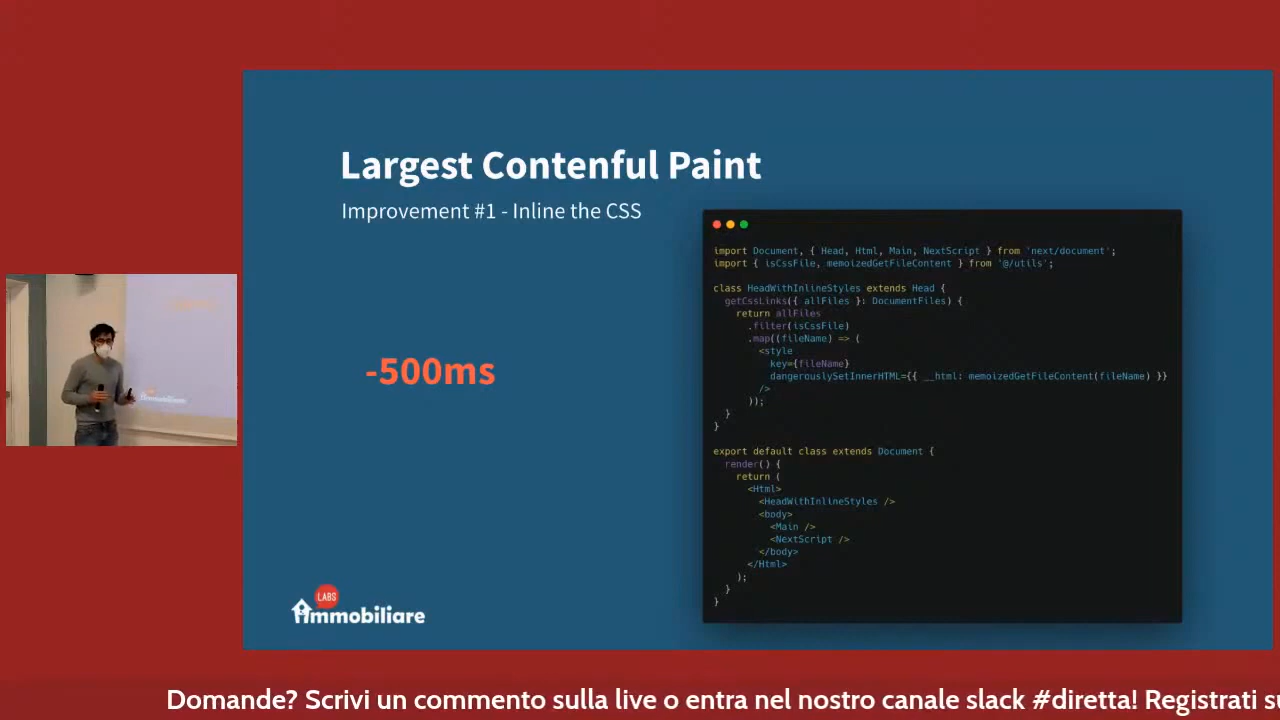 Largest Contenful Paint
Improvement #1 - Inline the CSS
-500ms
import Document, { Head, Html, Main, NextScript } from 'next/document';
import { isCssFile, memoizedGetFileContent } from '@/utils';
class HeadWithInlineStyles extends Head {
getCssLinks({ allFiles }: DocumentFiles) {
return allFiles
.filter(isCssFile)
.map((fileName) => (
<style
key={fileName}
dangerouslySetInnerHTML={{ __html: memoizedGetFileContent(fileName) }}
/>
));
}
}
export default class extends Document {
render() {
return (
<Html>
<HeadWithInlineStyles />
<body>
<Main />
<NextScript />
</body>
</Html>
);
}
}
LABS
immobiliare
Domande? Scrivi un commento sulla live o entra nel nostro canale slack #diretta! Registrati su